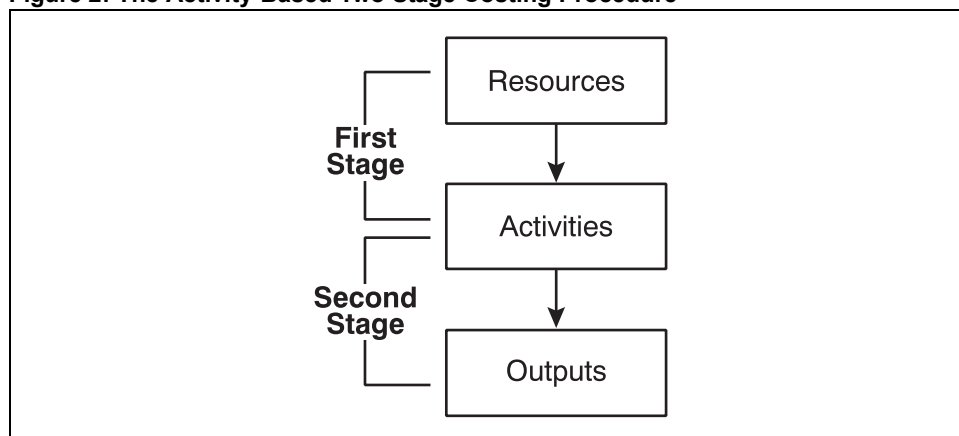 Figure 2: The Activity-Based Two-Stage Costing Procedure
Resources
First
Stage
Activities
Second
Stage
Outputs